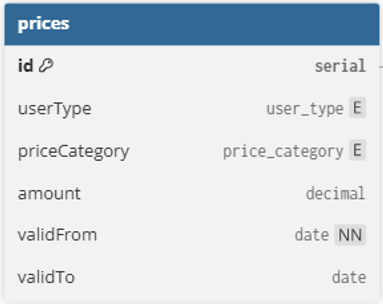 prices
id serial
userType user_type E
priceCategory price_category E
amount decimal
validFrom date NN
validTo date